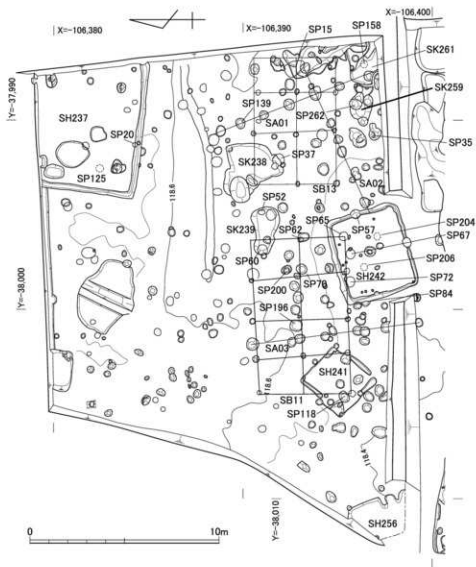 X=-106,380
X=-106,390
X=-106,400
SP15
SP158
SK261
SK259
SP139
SP262
SA01
SP35
SH237
SP20
SP125
SK238
SP37
SB13
SA02
118.6
SP52
SP65
SK239
SP62
SP57
SP204
SP67
SP60
SP206
SP200
SP70
SH242
SP72
SP84
SP196
SA03
SH241
118.6
SB11
SP118
118.4
SH256
Y=-37,990
Y=-38,000
Y=-38,010
0
10m